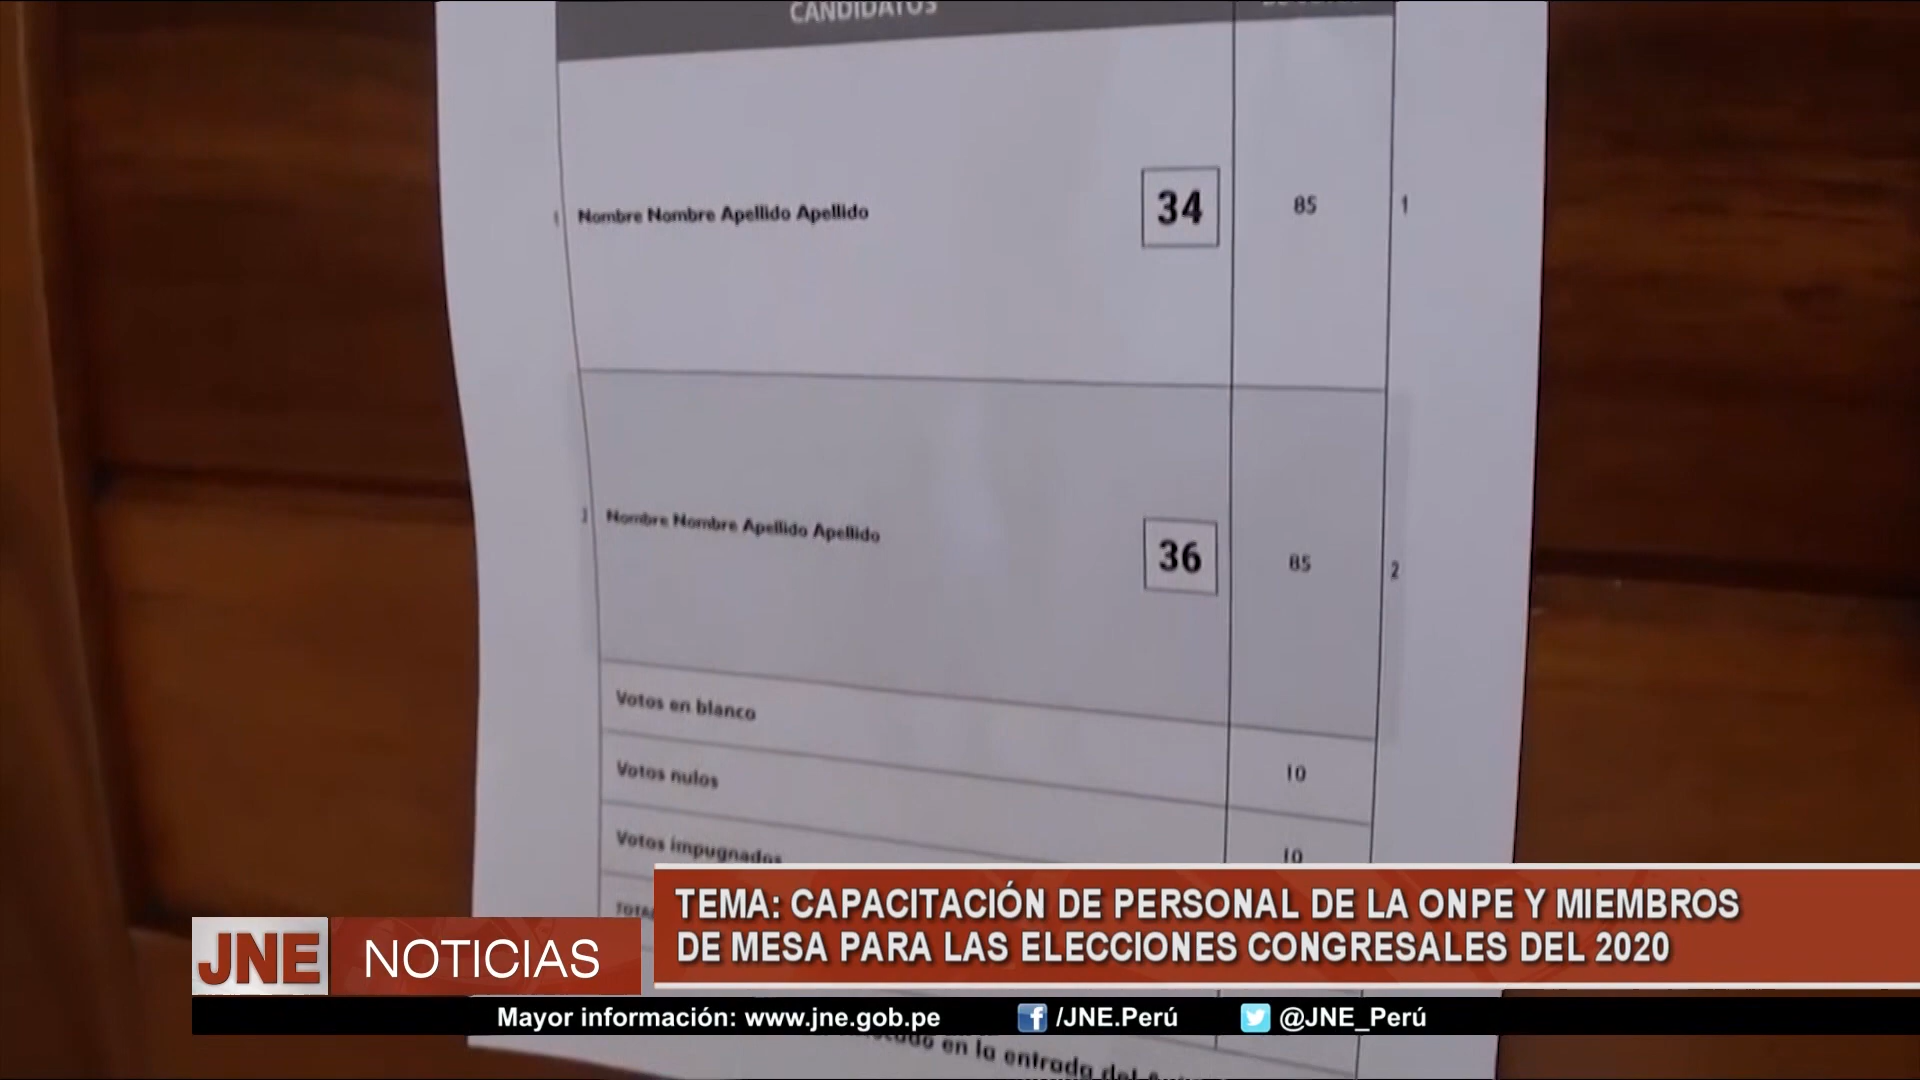 CANDIDATOS
Nombre Nombre Apellido Apellido
34
85
1
Nombre Nombre Apellido Apellido
36
85
2
Votos en blanco
Votos nulos
10
Votos impugnados
10
TEMA: CAPACITACIÓN DE PERSONAL DE LA ONPE Y MIEMBROS
DE MESA PARA LAS ELECCIONES CONGRESALES DEL 2020
JNE NOTICIAS
Mayor información: www.jne.gob.pe
/JNE.Perú
@JNE_Perú
en la entrada del